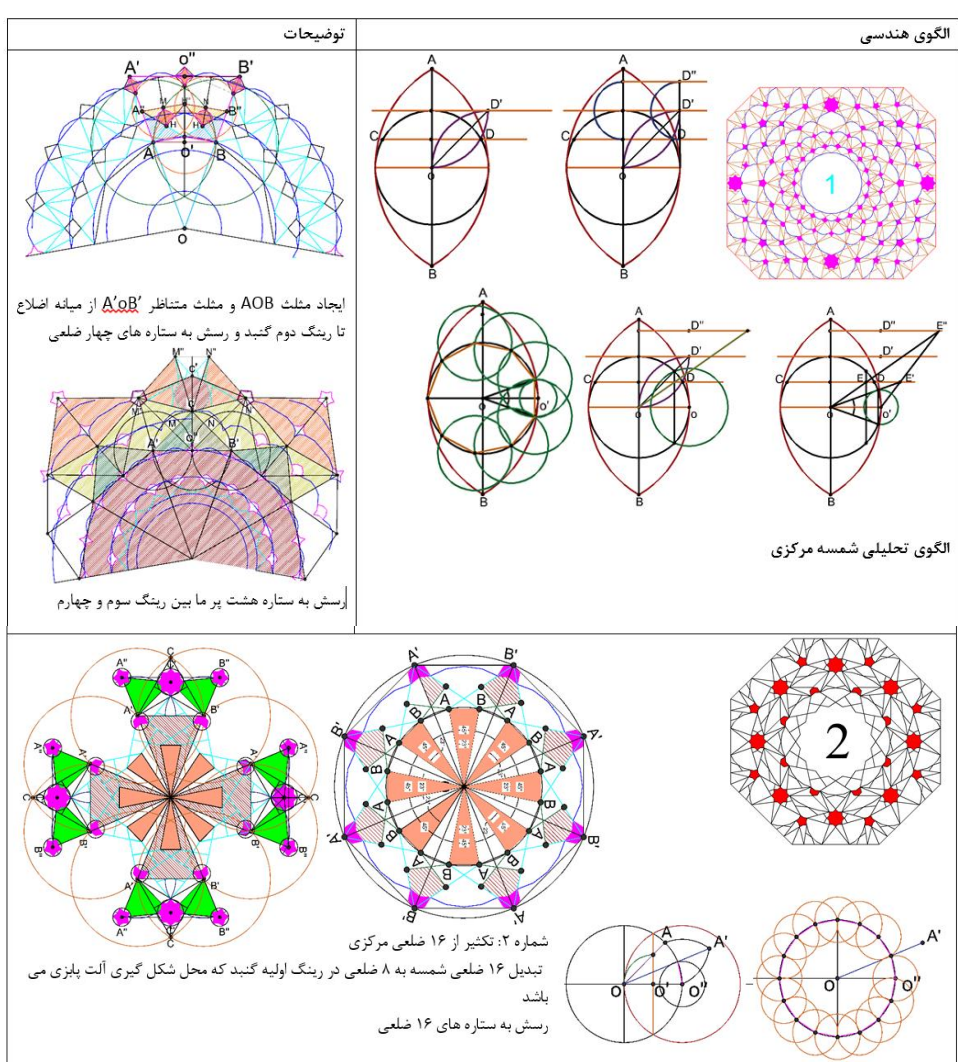 الگوی هندسی
توضیحات
A' o'' B'
A'' M N B''
H H
A o' B
O
ایجاد مثلث AOB و مثلث متناظر A'oB' از میانه اضلاع
تا رینگ دوم گنبد و رسش به ستاره های چهار ضلعی
M'' N''
C'
M' N'
C
M N
A' o'' B'
رسش به ستاره هشت پر ما بین رینگ سوم و چهارم
A
D'
C D
o
B
A
D''
D'
C D
o
B
1
A
o o'
B
A
D''
D'
C D
o o
B
A
D'' E''
D'
C E D E'
o o'
B
الگوی تحلیلی شمسه مرکزی
C
A'' B''
A' B'
A'' A' A B''
C C
B'' B' B' B''
A' B'
A'' B''
C
A' B'
B A B A
B' A'
A B
B A
A B
B A
A' B'
A B A B
B' A'
2
شماره ۲: تکثیر از ۱۶ ضلعی مرکزی
تبدیل ۱۶ ضلعی شمسه به ۸ ضلعی در رینگ اولیه گنبد که محل شکل گیری آلت پابزی می
باشد
رسش به ستاره های ۱۶ ضلعی
A A'
O O' O''
A'
O O''